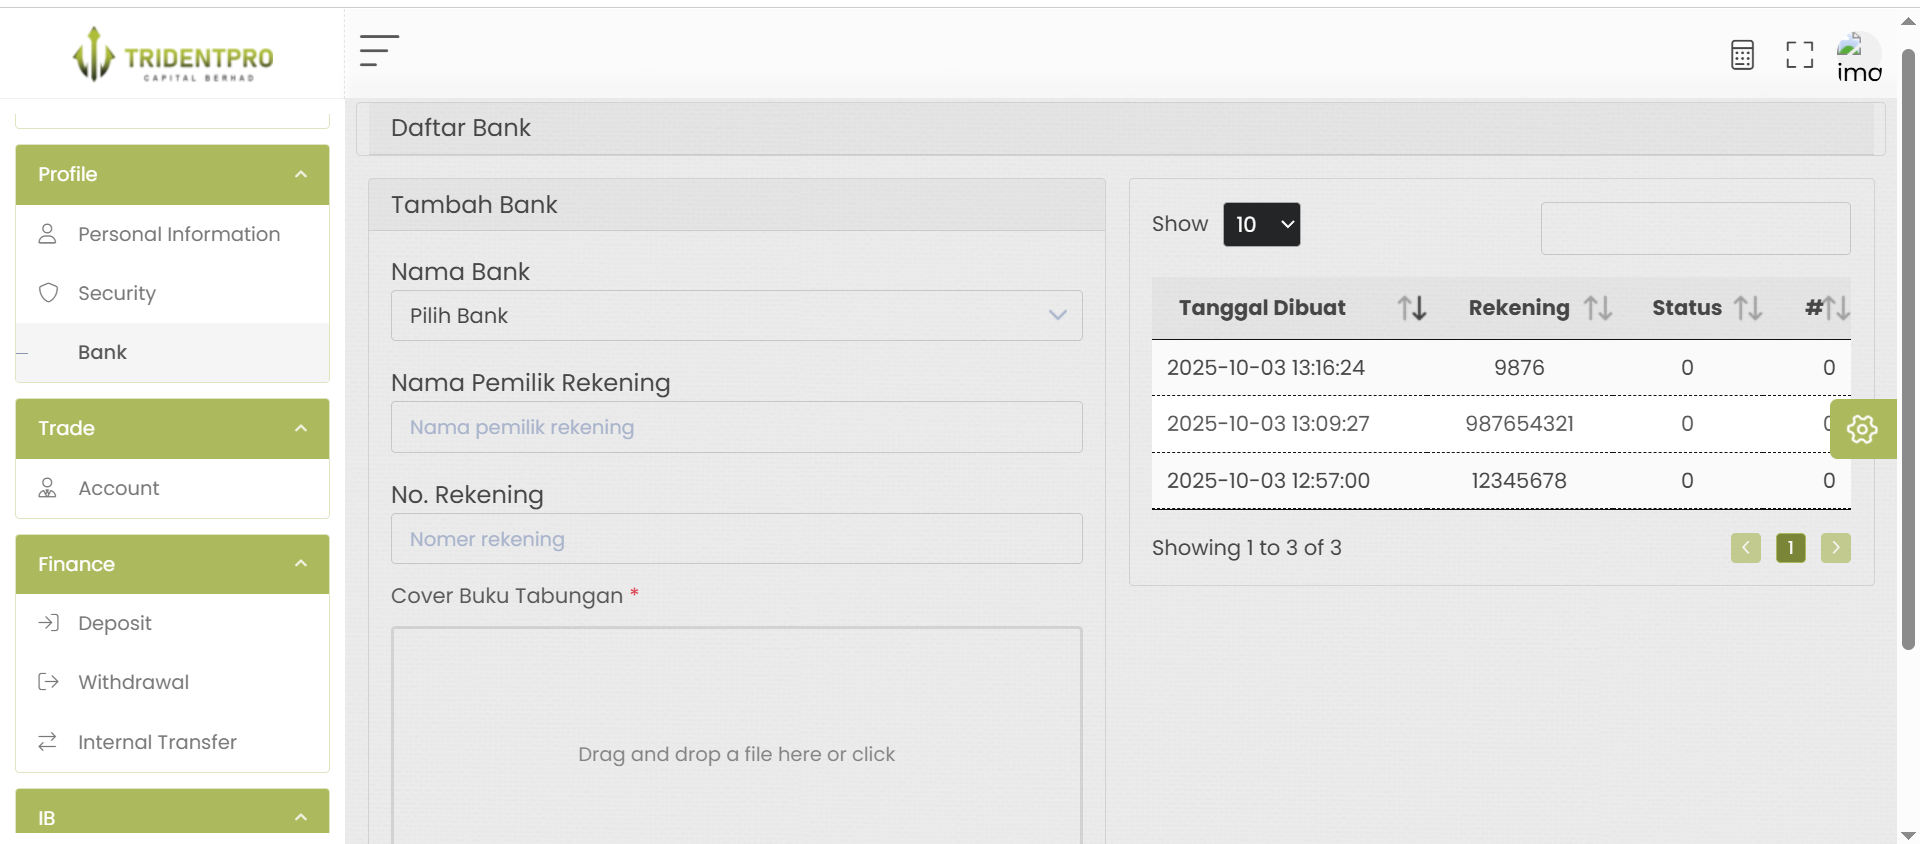 TRIDENTPRO
CAPITAL BERHAD
Profile
Personal Information
Security
Bank
Trade
Account
Finance
Deposit
Withdrawal
Internal Transfer
IB
Daftar Bank
Tambah Bank
Nama Bank
Pilih Bank
Nama Pemilik Rekening
Nama pemilik rekening
No. Rekening
Nomer rekening
Cover Buku Tabungan *
Drag and drop a file here or click
Show 10
Tanggal Dibuat Rekening Status #
2025-10-03 13:16:24 9876 0 0
2025-10-03 13:09:27 987654321 0 0
2025-10-03 12:57:00 12345678 0 0
Showing 1 to 3 of 3
1